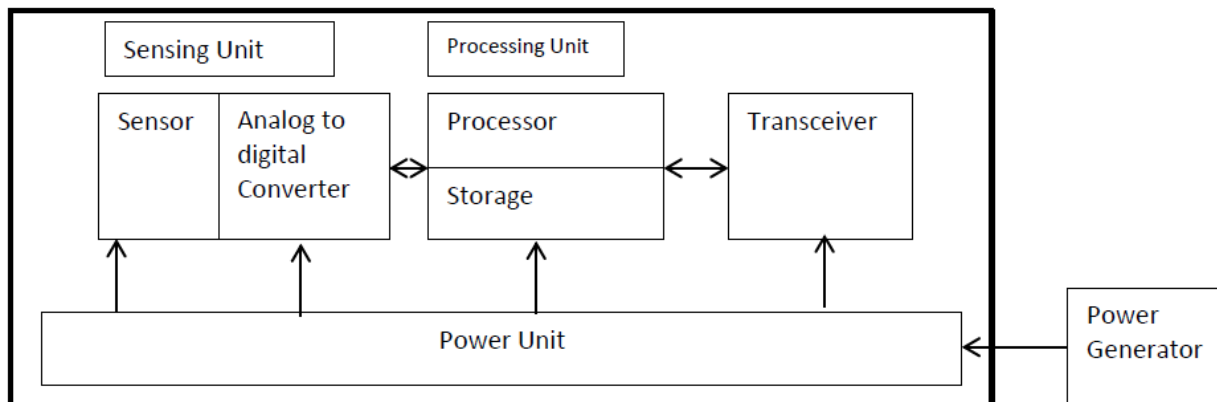 Sensing Unit
Processing Unit
Sensor
Analog to
digital
Converter
Processor
Storage
Transceiver
Power Unit
Power
Generator